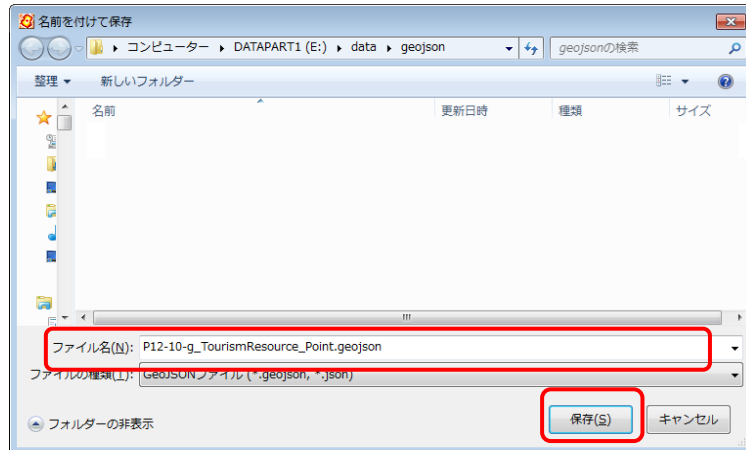 名前を付けて保存
コンピューター ▸ DATAPART1 (E:) ▸ data ▸ geojson
geojsonの検索
整理 ▼ 新しいフォルダー
名前 更新日時 種類 サイズ
ファイル名(N): P12-10-g_TourismResource_Point.geojson
ファイルの種類(T): GeoJSONファイル (*.geojson, *.json)
フォルダーの非表示 保存(S) キャンセル